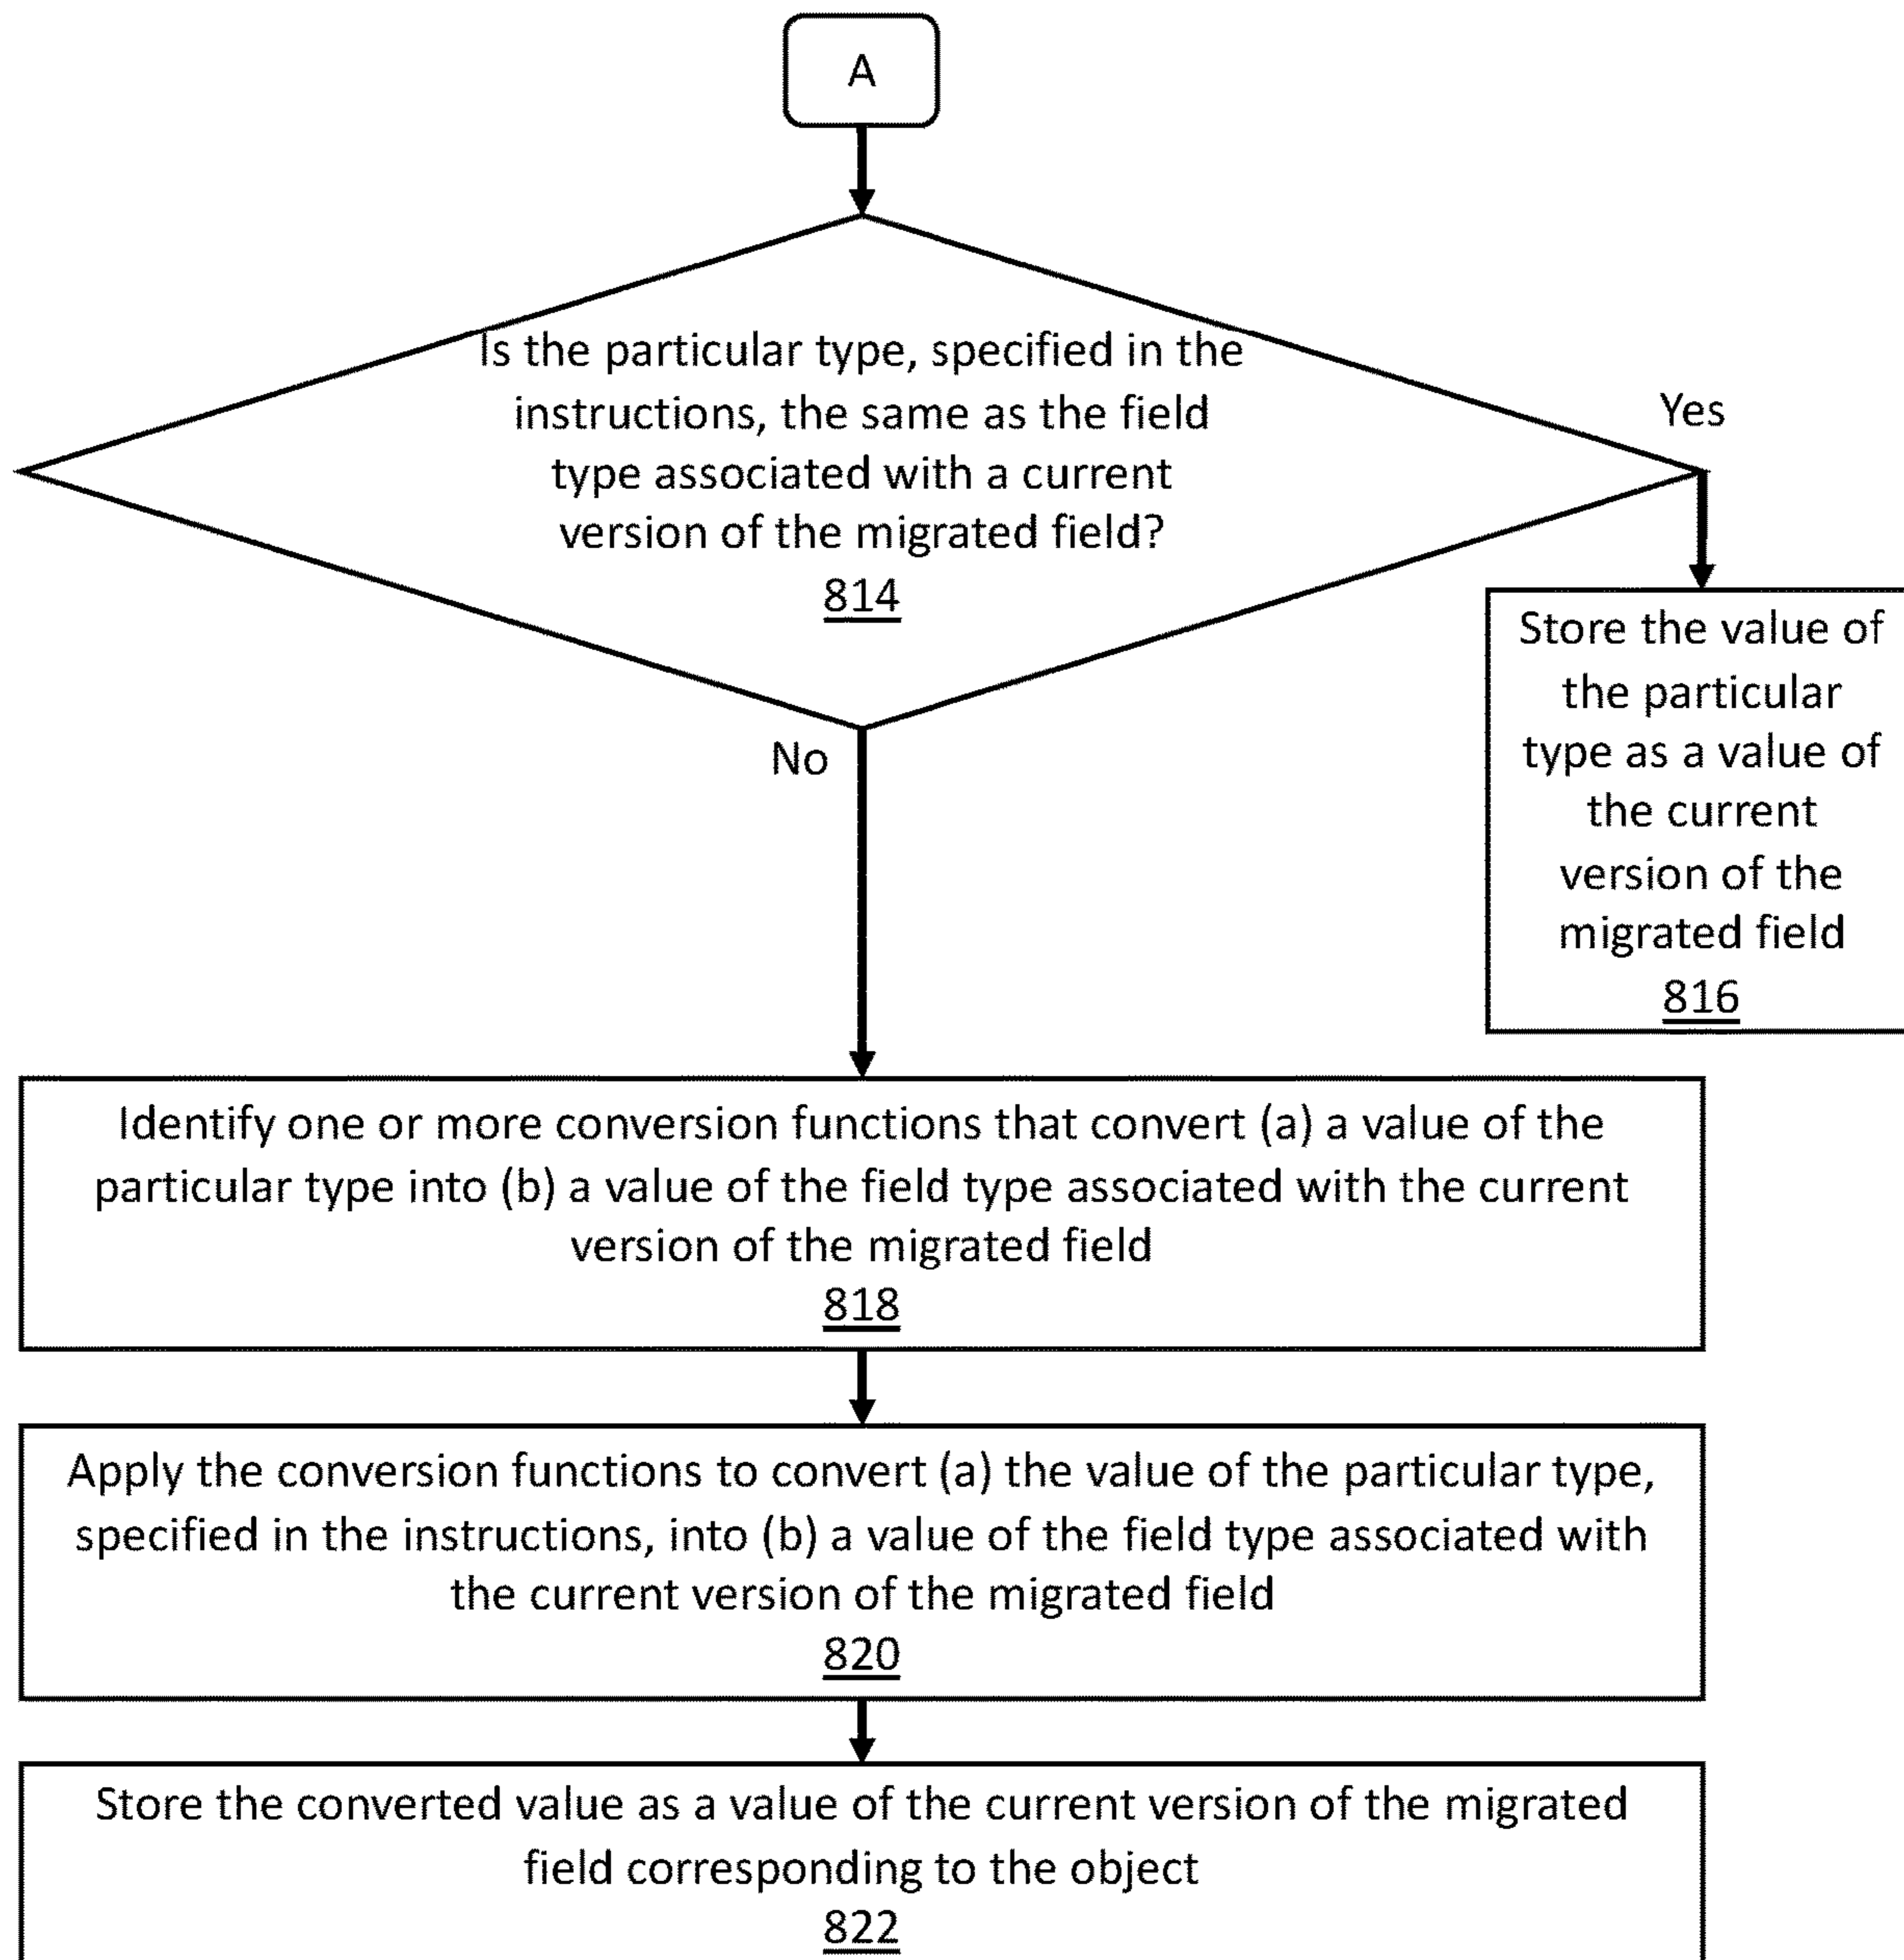 A
Is the particular type, specified in the
instructions, the same as the field
type associated with a current
version of the migrated field?
814
Yes
No
Store the value of
the particular
type as a value of
the current
version of the
migrated field
816
Identify one or more conversion functions that convert (a) a value of the
particular type into (b) a value of the field type associated with the current
version of the migrated field
818
Apply the conversion functions to convert (a) the value of the particular type,
specified in the instructions, into (b) a value of the field type associated with
the current version of the migrated field
820
Store the converted value as a value of the current version of the migrated
field corresponding to the object
822